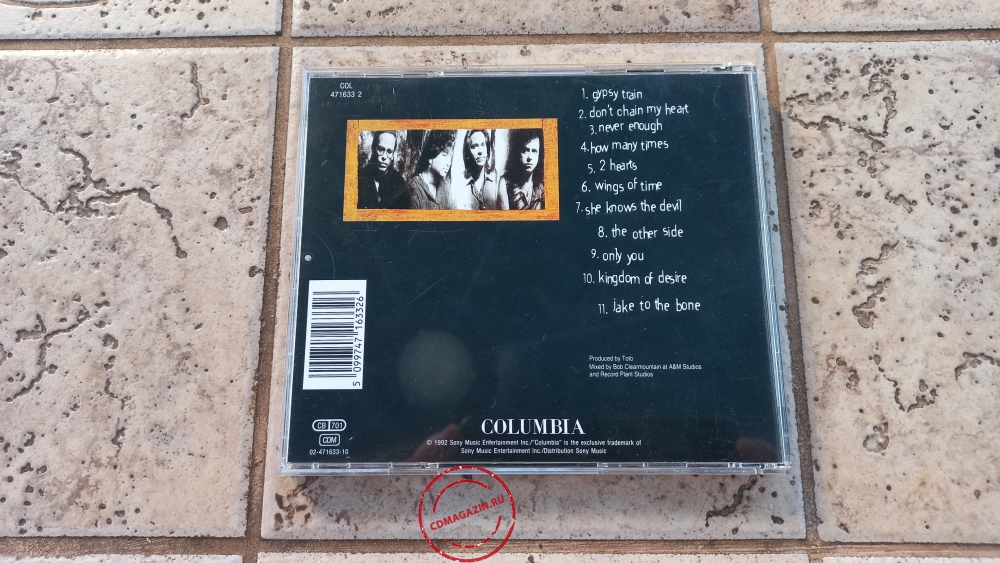 COL
471633 2
1. gypsy train
2. don't chain my heart
3. never enough
4. how many times
5. 2 hearts
6. wings of time
7. she knows the devil
8. the other side
9. only you
10. kingdom of desire
11. jake to the bone
5 099747 163326
Produced by Toto
Mixed by Bob Clearmountain at A&M Studios
and Record Plant Studios
CB 701
CDM
02-471633-10
COLUMBIA
© 1992 Sony Music Entertainment Inc./"Columbia" is the exclusive trademark of
Sony Music Entertainment Inc./Distribution Sony Music
CDMAGAZIN.RU